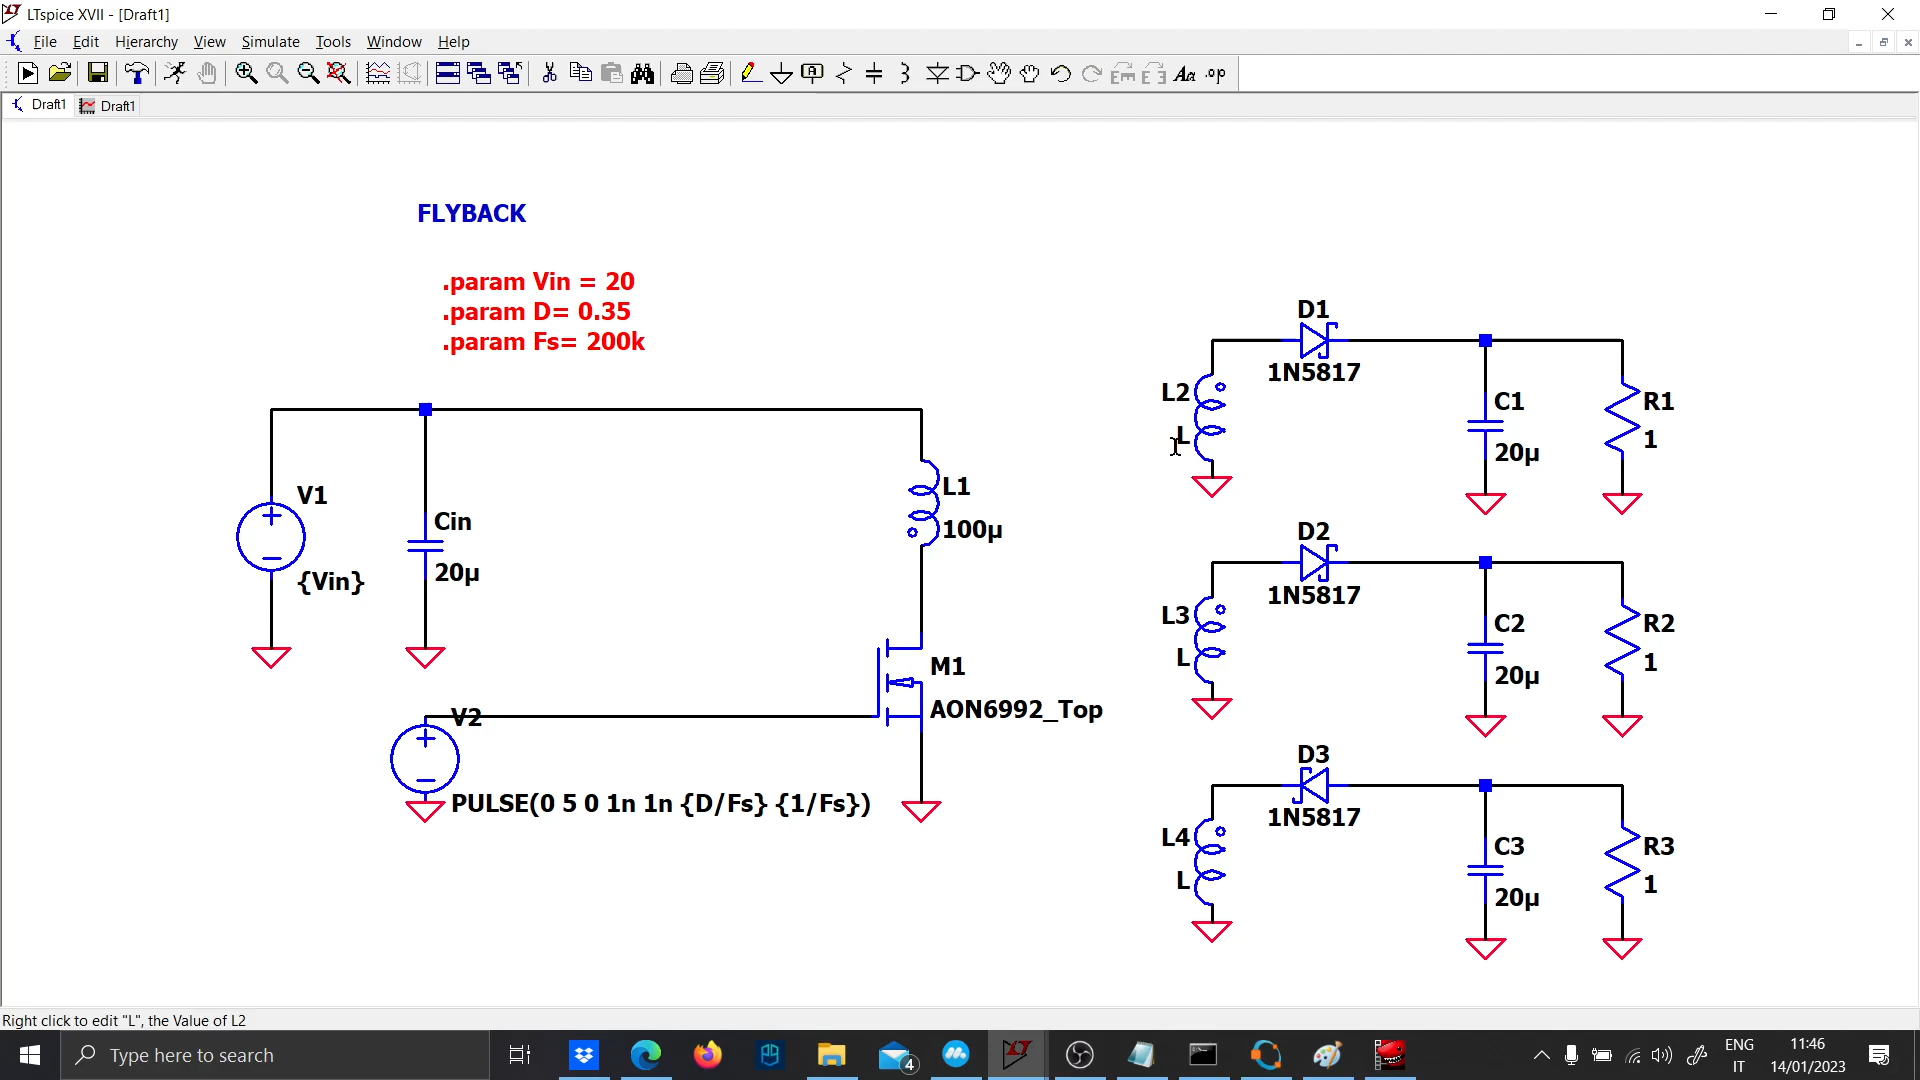 LTspice XVII - [Draft1]
File Edit Hierarchy View Simulate Tools Window Help
Draft1 Draft1
FLYBACK
.param Vin = 20
.param D= 0.35
.param Fs= 200k
V1
{Vin}
Cin
20µ
L1
100µ
M1
AON6992_Top
V2
PULSE(0 5 0 1n 1n {D/Fs} {1/Fs})
D1
1N5817
L2
L
C1
20µ
R1
1
D2
1N5817
L3
L
C2
20µ
R2
1
D3
1N5817
L4
L
C3
20µ
R3
1
Right click to edit "L", the Value of L2
Type here to search
4
ENG
IT
11:46
14/01/2023
A
Aa
.op